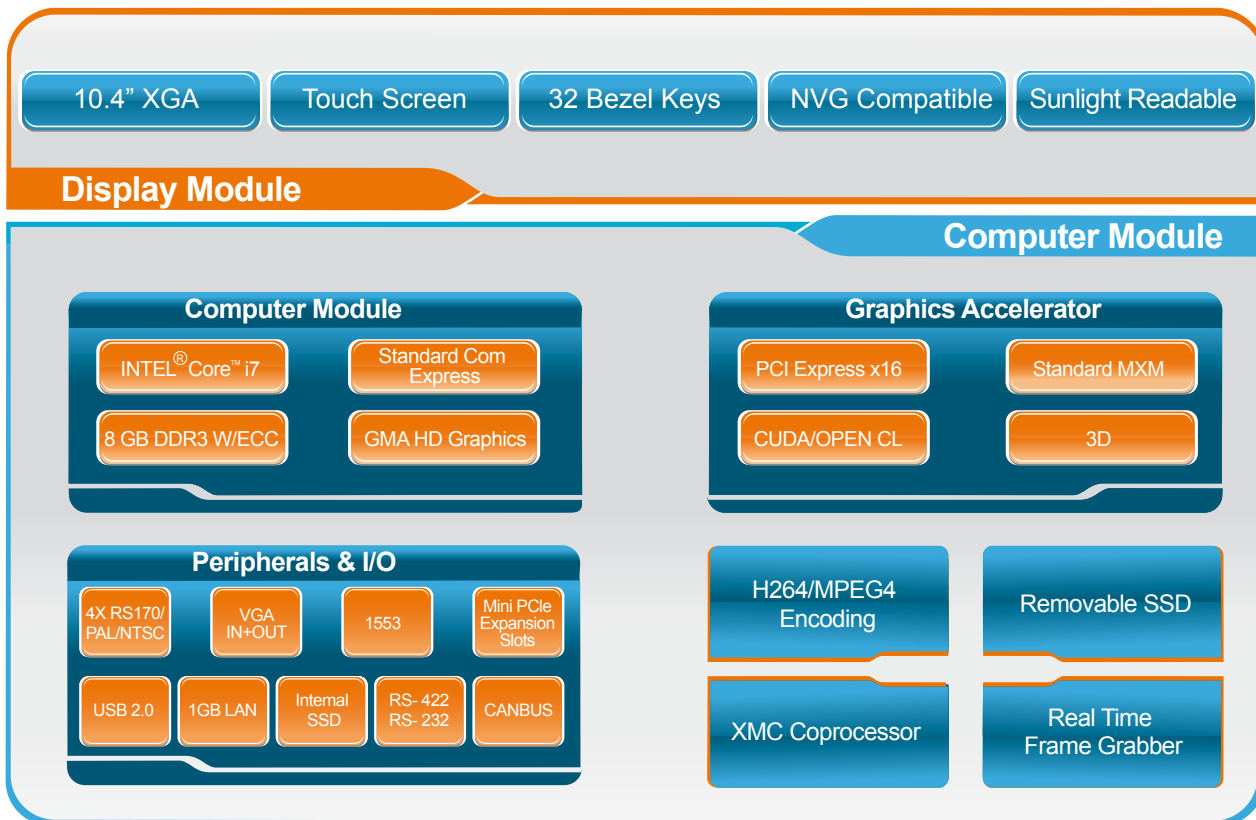 10.4” XGA
Touch Screen
32 Bezel Keys
NVG Compatible
Sunlight Readable
Display Module
Computer Module
Computer Module
INTEL® Core™ i7
Standard Com
Express
8 GB DDR3 W/ECC
GMA HD Graphics
Graphics Accelerator
PCI Express x16
Standard MXM
CUDA/OPEN CL
3D
Peripherals & I/O
4X RS170/
PAL/NTSC
VGA
IN+OUT
1553
Mini PCIe
Expansion
Slots
USB 2.0
1GB LAN
Internal
SSD
RS- 422
RS- 232
CANBUS
H264/MPEG4
Encoding
Removable SSD
XMC Coprocessor
Real Time
Frame Grabber